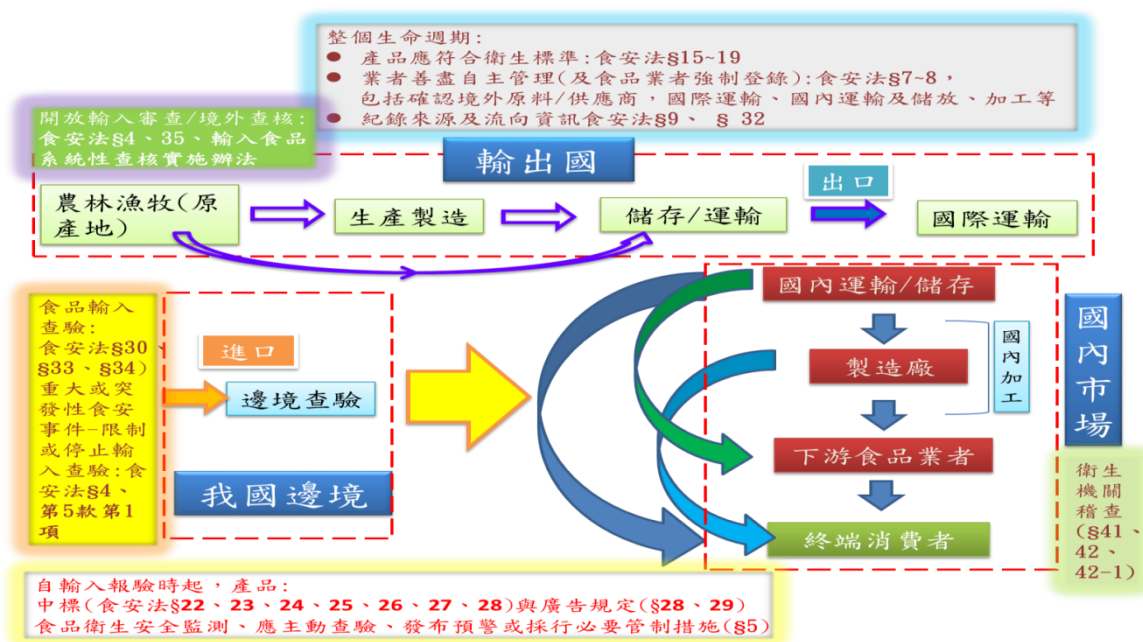 整個生命週期:
● 產品應符合衛生標準:食安法§15~19
● 業者善盡自主管理(及食品業者強制登錄):食安法§7~8，
包括確認境外原料/供應商，國際運輸、國內運輸及儲放、加工等
● 紀錄來源及流向資訊食安法§9、 § 32
開放輸入審查/境外查核:
食安法§4、35、輸入食品
系統性查核實施辦法
輸出國
農林漁牧(原
產地)
生產製造
儲存/運輸
出口
國際運輸
食品輸入
查驗:
食安法§30、
§33、§34)
重大或突
發性食安
事件-限制
或停止輸
入查驗:食
安法§4、
第5款第1
項
進口
邊境查驗
我國邊境
國內運輸/儲存
製造廠
國內加工
下游食品業者
終端消費者
國內市場
衛生
機關
稽查
(§41、
42、
42-1)
自輸入報驗時起，產品:
中標(食安法§22、23、24、25、26、27、28)與廣告規定(§28、29)
食品衛生安全監測、應主動查驗、發布預警或採行必要管制措施(§5)